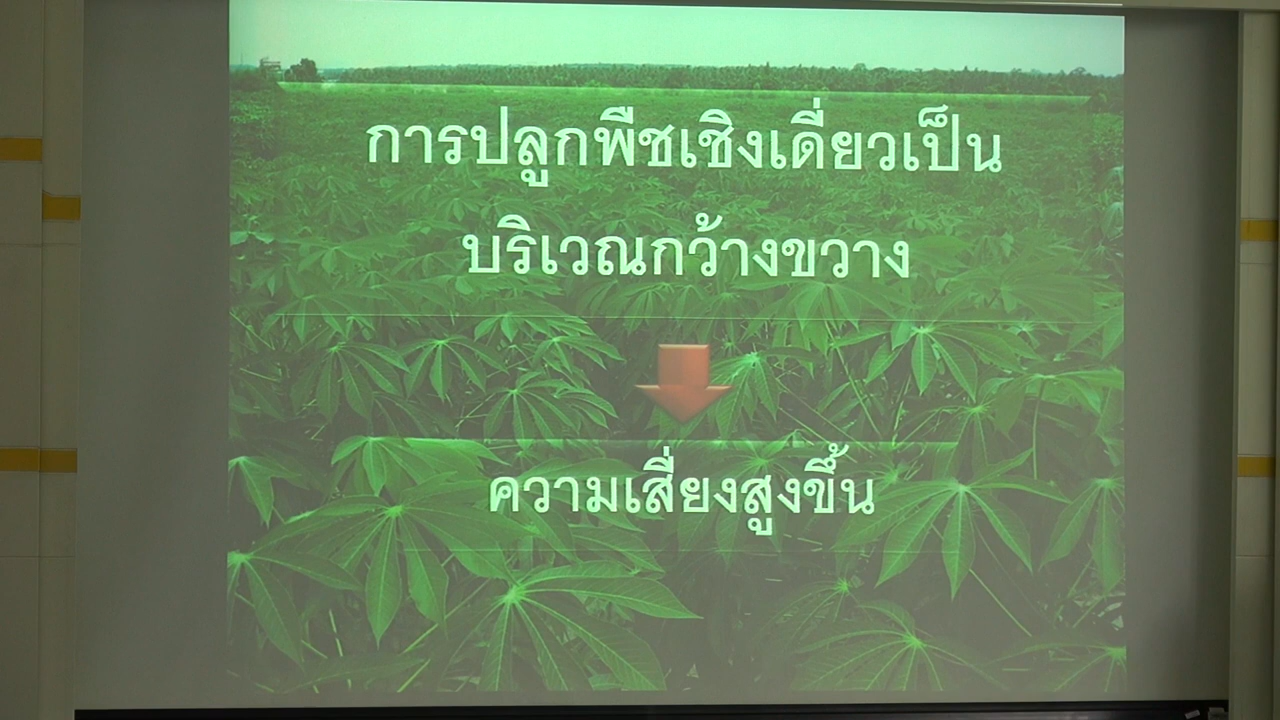 การปลูกพืชเชิงเดี่ยวเป็น
บริเวณกว้างขวาง
ความเสี่ยงสูงขึ้น